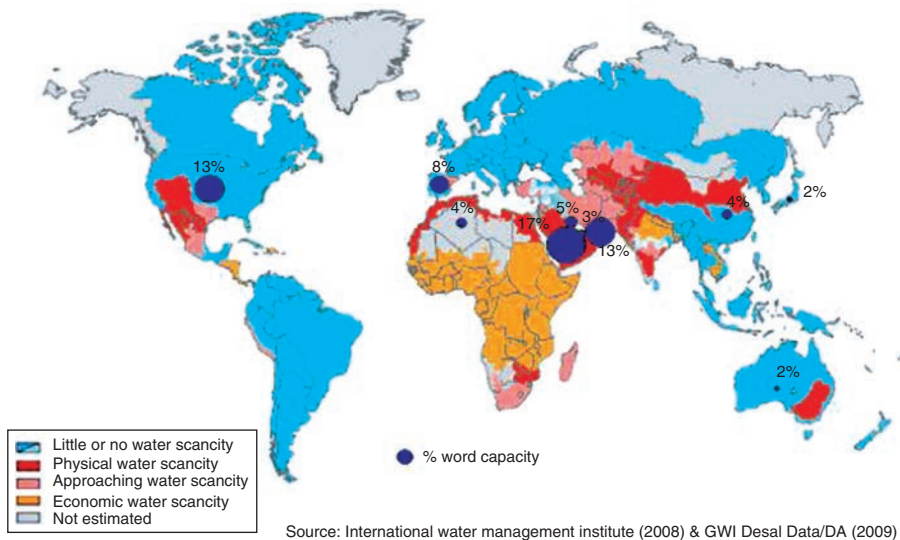 13%
8%
2%
4%
4%
5%
17%
3%
13%
2%
Little or no water scancity
Physical water scancity
Approaching water scancity
Economic water scancity
Not estimated
% word capacity
Source: International water management institute (2008) & GWI Desal Data/DA (2009)